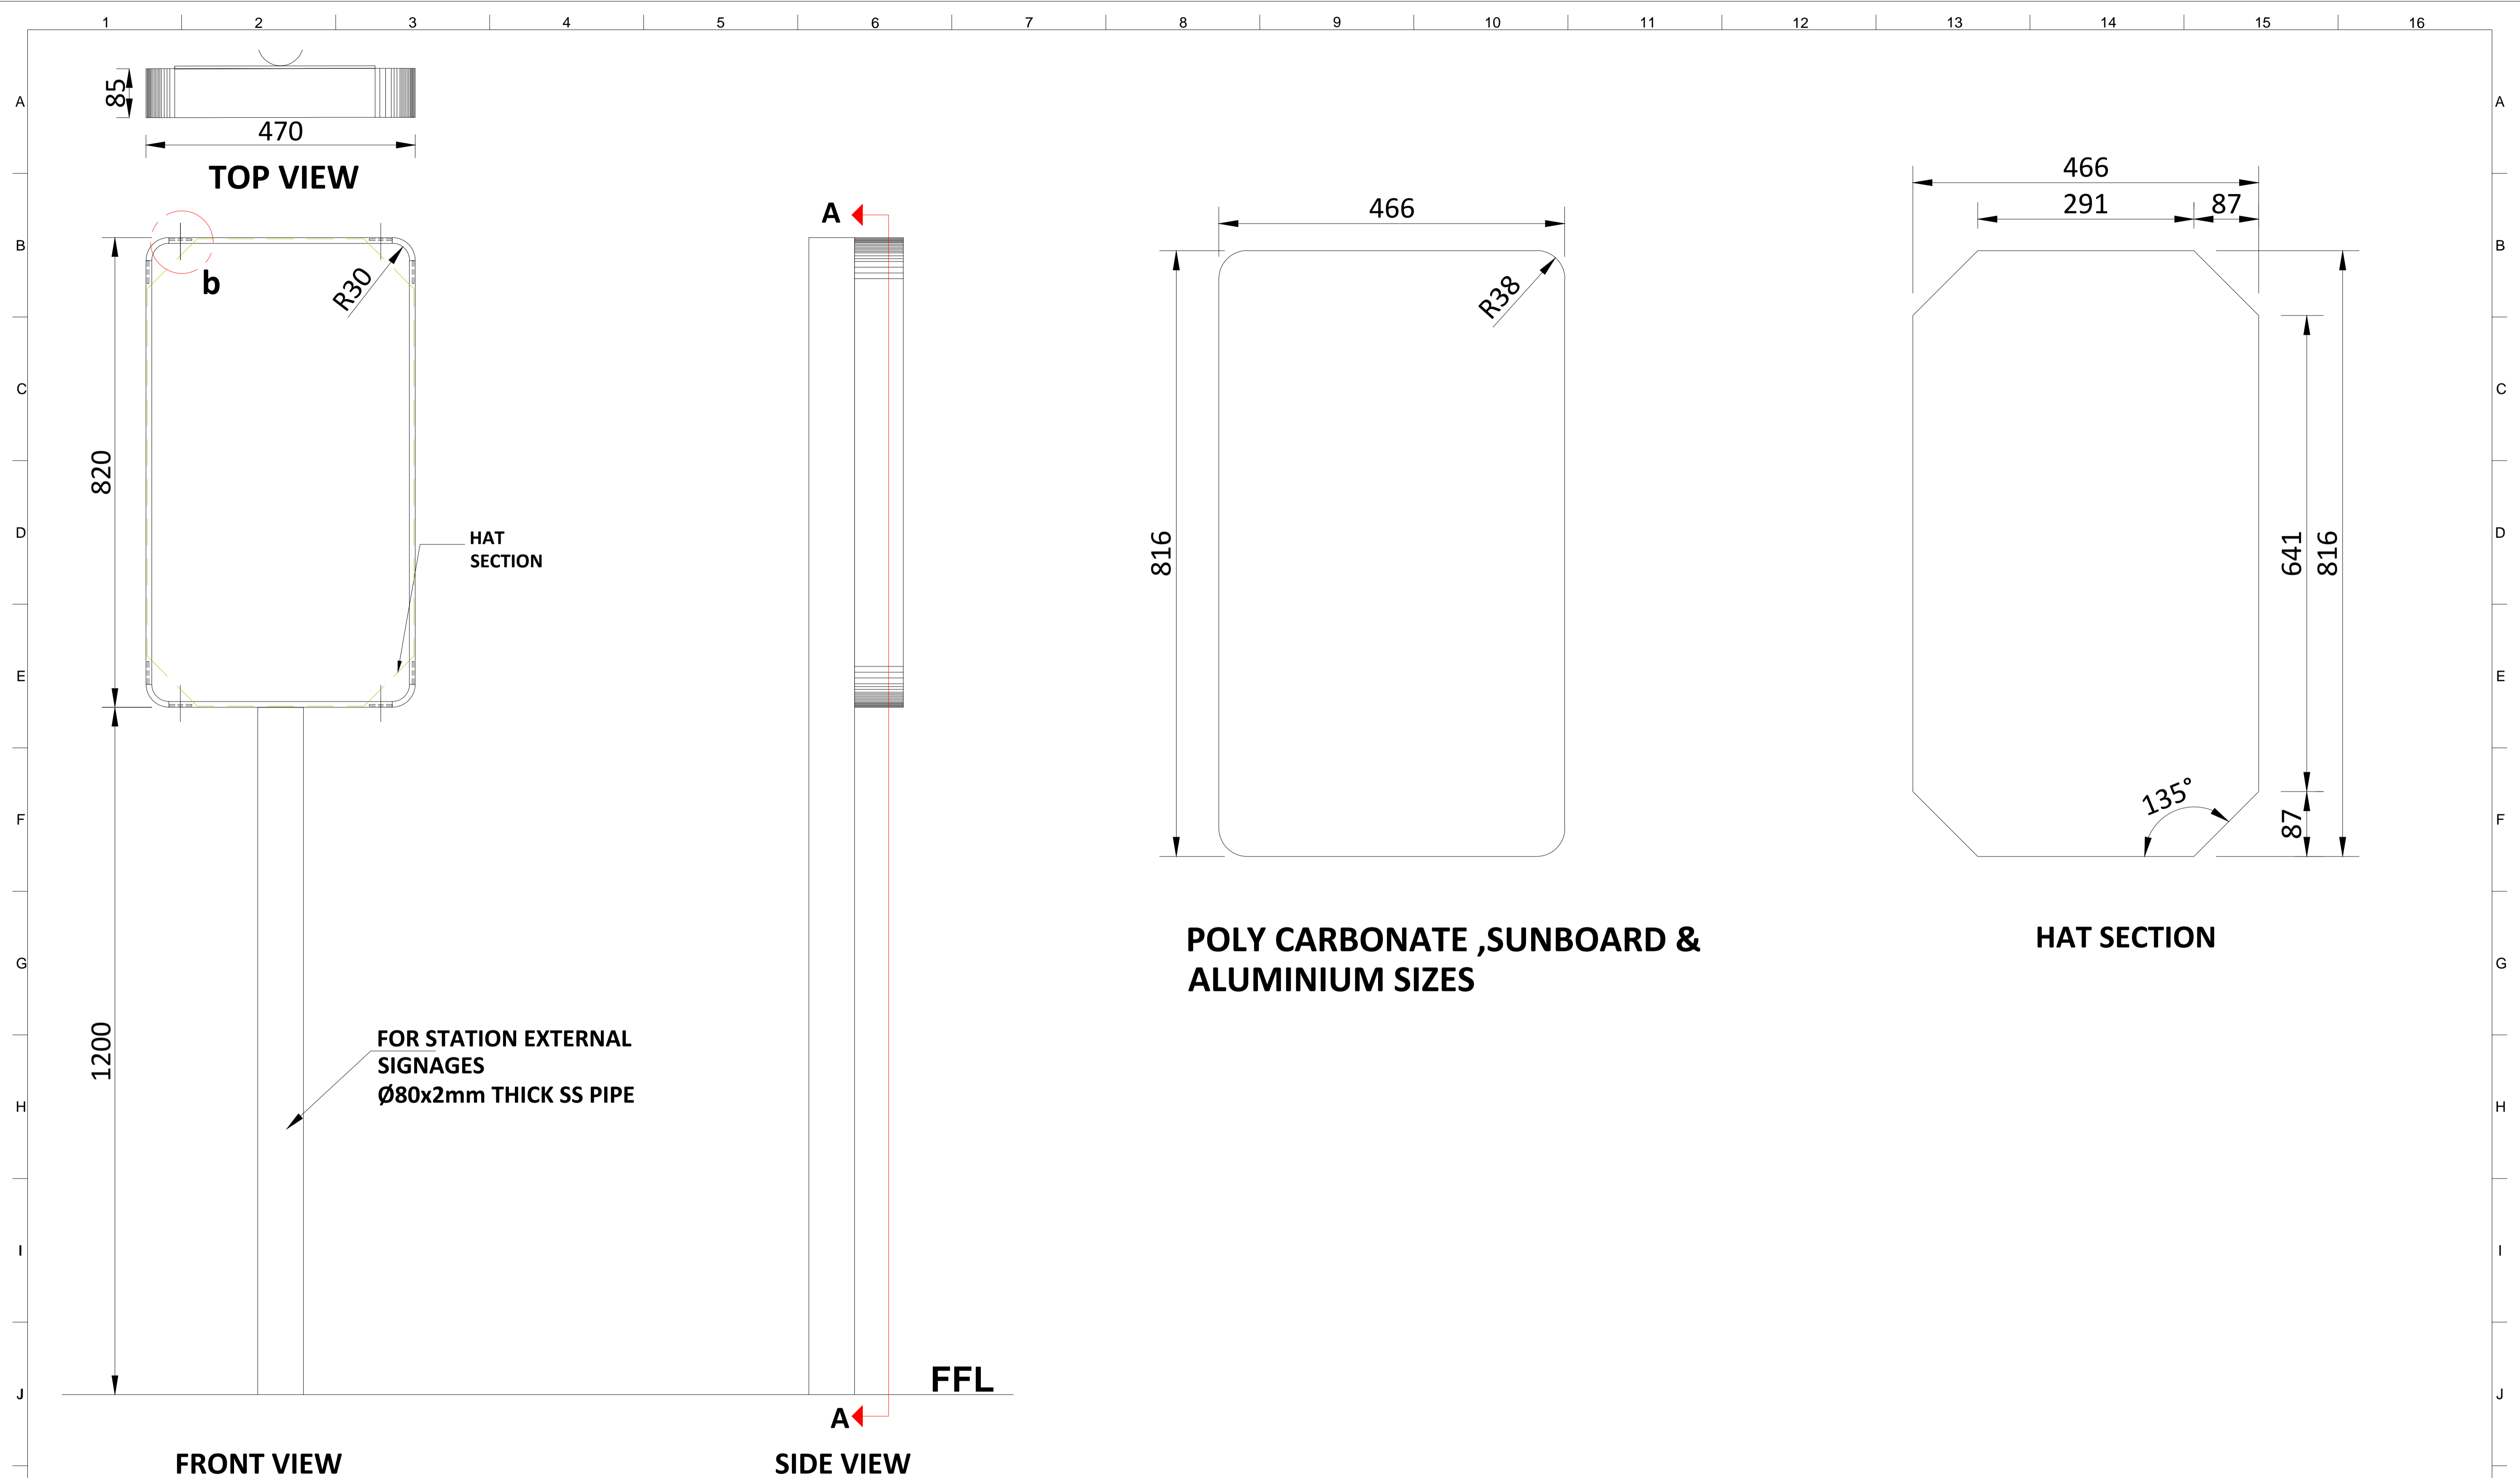 1 2 3 4 5 6 7 8 9 10 11 12 13 14 15 16
A
A
85
470
TOP VIEW
466
291
87
466
A
B
B
b
R30
R38
C
C
820
HAT
SECTION
816
641
816
D
D
E
E
135°
87
F
F
POLY CARBONATE ,SUNBOARD &
ALUMINIUM SIZES
HAT SECTION
G
G
1200
FOR STATION EXTERNAL
SIGNAGES
Ø80x2mm THICK SS PIPE
H
H
I
I
FFL
J
J
A
FRONT VIEW
SIDE VIEW